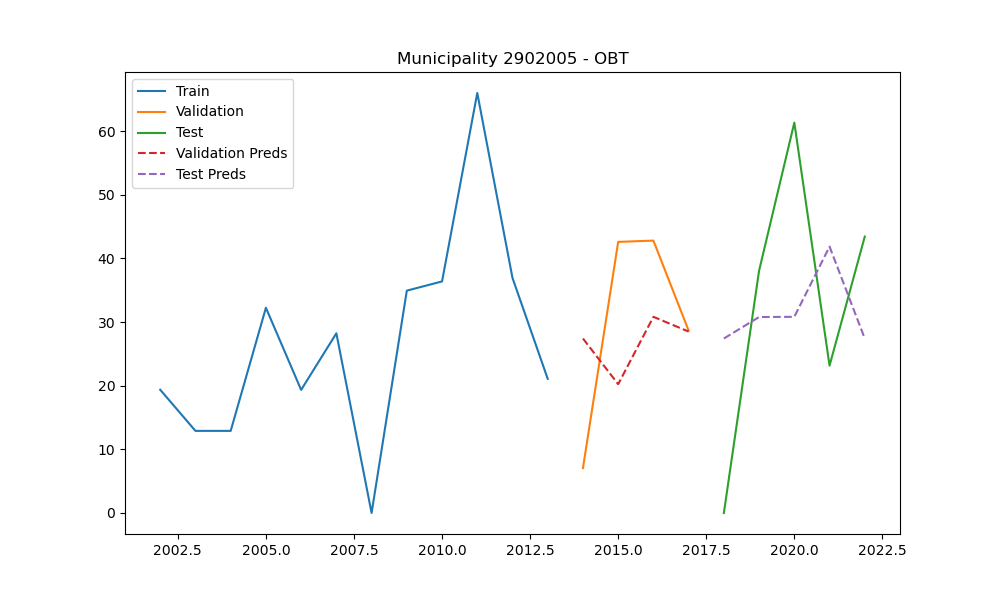 Municipality 2902005 - OBT
Train
Validation
Test
Validation Preds
Test Preds
60
50
40
30
20
10
0
2002.5 2005.0 2007.5 2010.0 2012.5 2015.0 2017.5 2020.0 2022.5